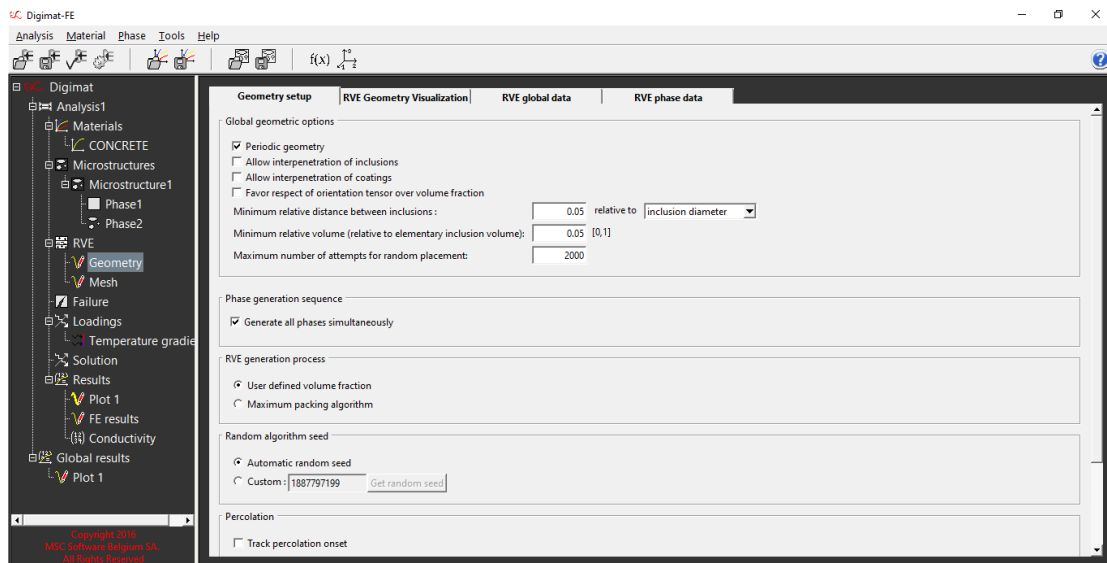 Digimat-FE
Analysis Material Phase Tools Help
f(x)
Digimat
Analysis1
Materials
CONCRETE
Microstructures
Microstructure1
Phase1
Phase2
RVE
Geometry
Mesh
Failure
Loadings
Temperature gradie
Solution
Results
Plot 1
FE results
Conductivity
Global results
Plot 1
Copyright 2016
MSC Software Belgium SA.
All Rights Reserved
Geometry setup RVE Geometry Visualization RVE global data RVE phase data
Global geometric options
Periodic geometry
Allow interpenetration of inclusions
Allow interpenetration of coatings
Favor respect of orientation tensor over volume fraction
Minimum relative distance between inclusions : 0.05 relative to inclusion diameter
Minimum relative volume (relative to elementary inclusion volume): 0.05 [0,1]
Maximum number of attempts for random placement: 2000
Phase generation sequence
Generate all phases simultaneously
RVE generation process
User defined volume fraction
Maximum packing algorithm
Random algorithm seed
Automatic random seed
Custom : 1887797199 Get random seed
Percolation
Track percolation onset